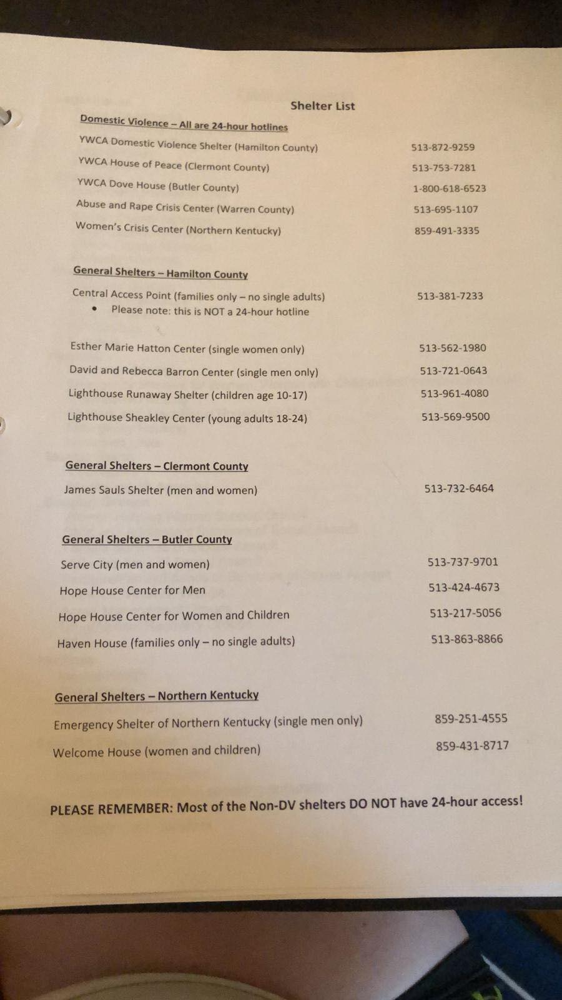 Shelter List
Domestic Violence – All are 24-hour hotlines
YWCA Domestic Violence Shelter (Hamilton County) 513-872-9259
YWCA House of Peace (Clermont County) 513-753-7281
YWCA Dove House (Butler County) 1-800-618-6523
Abuse and Rape Crisis Center (Warren County) 513-695-1107
Women's Crisis Center (Northern Kentucky) 859-491-3335
General Shelters – Hamilton County
Central Access Point (families only – no single adults) 513-381-7233
• Please note: this is NOT a 24-hour hotline
Esther Marie Hatton Center (single women only) 513-562-1980
David and Rebecca Barron Center (single men only) 513-721-0643
Lighthouse Runaway Shelter (children age 10-17) 513-961-4080
Lighthouse Sheakley Center (young adults 18-24) 513-569-9500
General Shelters – Clermont County
James Sauls Shelter (men and women) 513-732-6464
General Shelters – Butler County
Serve City (men and women) 513-737-9701
Hope House Center for Men 513-424-4673
Hope House Center for Women and Children 513-217-5056
Haven House (families only – no single adults) 513-863-8866
General Shelters – Northern Kentucky
Emergency Shelter of Northern Kentucky (single men only) 859-251-4555
Welcome House (women and children) 859-431-8717
PLEASE REMEMBER: Most of the Non-DV shelters DO NOT have 24-hour access!